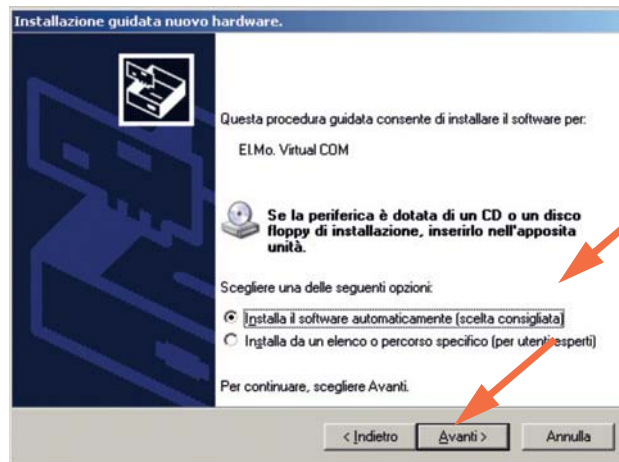 Installazione guidata nuovo hardware.
Questa procedura guidata consente di installare il software per:
El.Mo. Virtual COM
Se la periferica è dotata di un CD o un disco
floppy di installazione, inserirlo nell'apposita
unità.
Scegliere una delle seguenti opzioni:
Installa il software automaticamente (scelta consigliata)
Installa da un elenco o percorso specifico (per utenti esperti)
Per continuare, scegliere Avanti.
< Indietro
Avanti >
Annulla